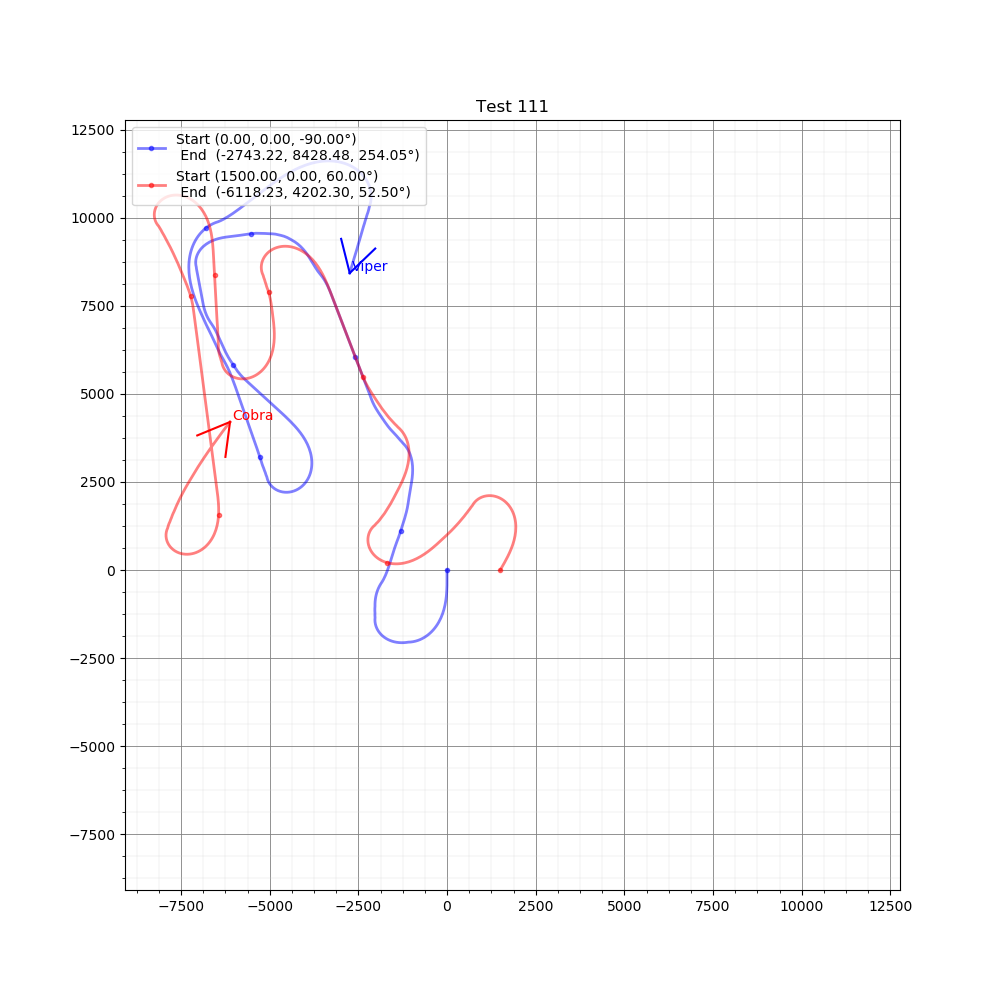 Test 111
12500
10000
7500
5000
2500
0
−2500
−5000
−7500
Start (0.00, 0.00, -90.00°)
End (-2743.22, 8428.48, 254.05°)
Start (1500.00, 0.00, 60.00°)
End (-6118.23, 4202.30, 52.50°)
Viper
Cobra
−7500 −5000 −2500 0 2500 5000 7500 10000 12500